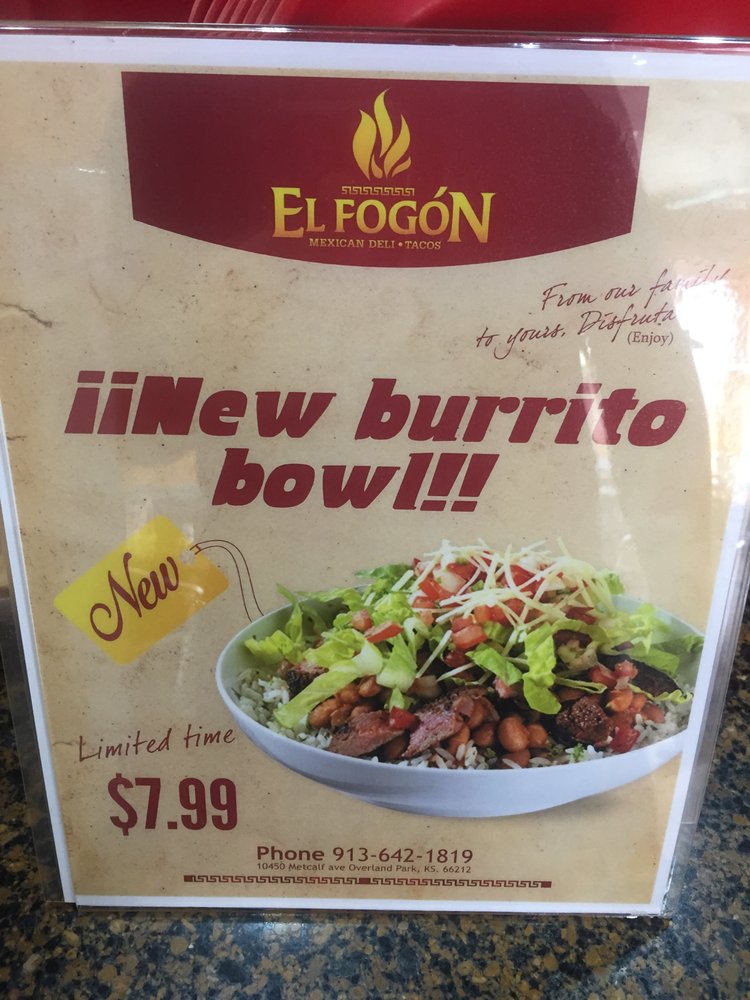 EL FOGÓN
MEXICAN DELI • TACOS
From our family
to yours. Disfruta
(Enjoy)
¡¡New burrito
bowl!!
New
Limited time
$7.99
Phone 913-642-1819
10450 Metcalf ave Overland Park, KS. 66212